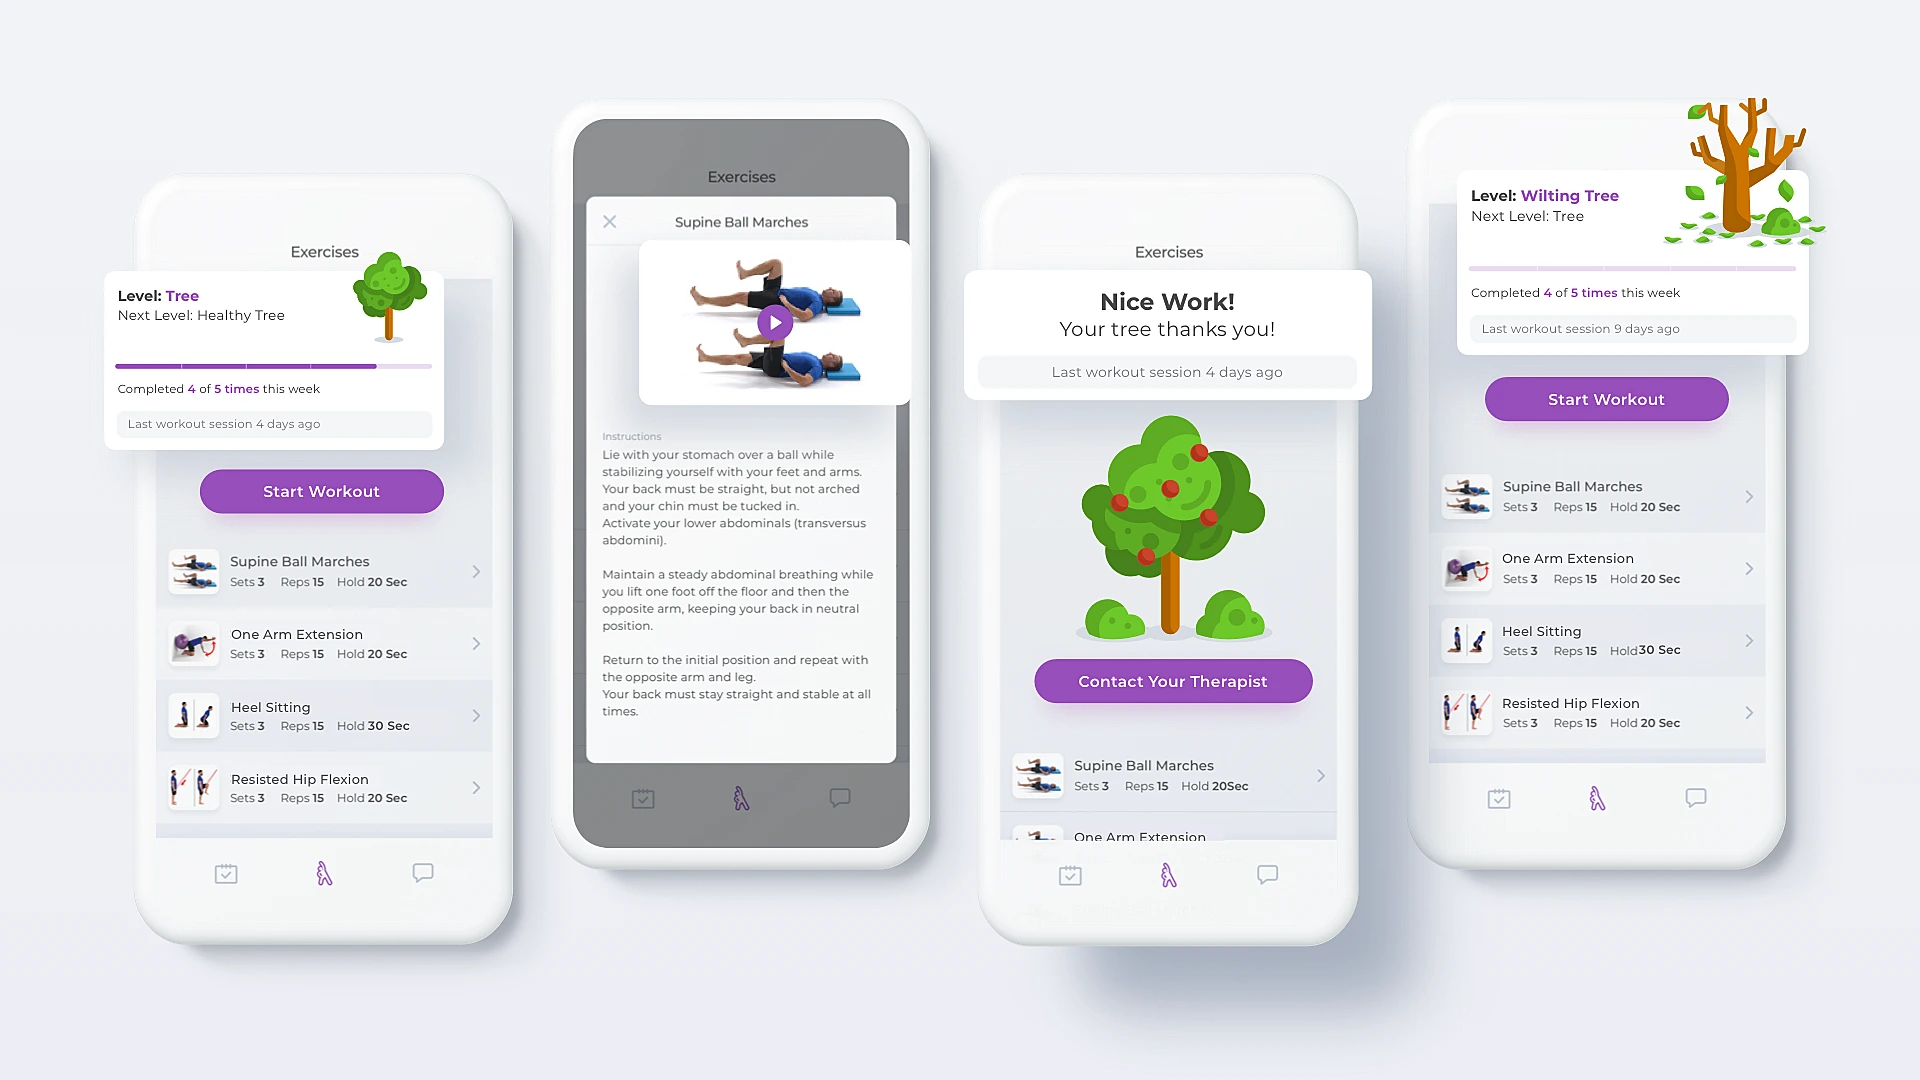 Exercises
Level: Tree
Next Level: Healthy Tree
Completed 4 of 5 times this week
Last workout session 4 days ago
Start Workout
Supine Ball Marches
Sets 3 Reps 15 Hold 20 Sec
One Arm Extension
Sets 3 Reps 15 Hold 20 Sec
Heel Sitting
Sets 3 Reps 15 Hold 30 Sec
Resisted Hip Flexion
Sets 3 Reps 15 Hold 20 Sec
Exercises
Supine Ball Marches
Instructions
Lie with your stomach over a ball while
stabilizing yourself with your feet and arms.
Your back must be straight, but not arched
and your chin must be tucked in.
Activate your lower abdominals (transversus
abdomini).
Maintain a steady abdominal breathing while
you lift one foot off the floor and then the
opposite arm, keeping your back in neutral
position.
Return to the initial position and repeat with
the opposite arm and leg.
Your back must stay straight and stable at all
times.
Exercises
Nice Work!
Your tree thanks you!
Last workout session 4 days ago
Contact Your Therapist
Supine Ball Marches
Sets 3 Reps 15 Hold 20Sec
One Arm Extension
Level: Wilting Tree
Next Level: Tree
Completed 4 of 5 times this week
Last workout session 9 days ago
Start Workout
Supine Ball Marches
Sets 3 Reps 15 Hold 20 Sec
One Arm Extension
Sets 3 Reps 15 Hold 20 Sec
Heel Sitting
Sets 3 Reps 15 Hold30 Sec
Resisted Hip Flexion
Sets 3 Reps 15 Hold 20 Sec